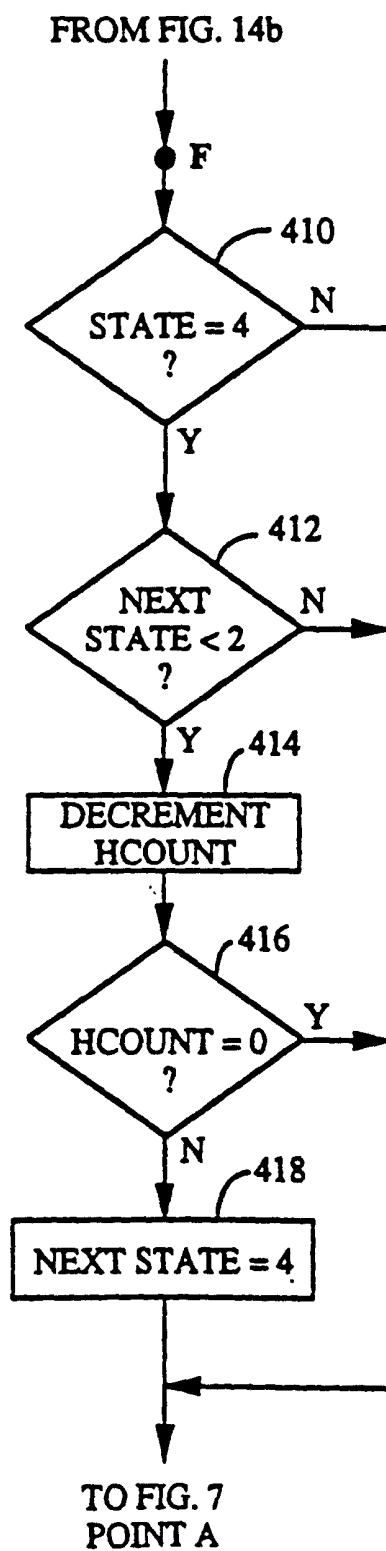 FROM FIG. 14b
F
410
STATE = 4
?
N
Y
412
NEXT
STATE < 2
?
N
Y
414
DECREMENT
HCOUNT
416
HCOUNT = 0
?
Y
N
418
NEXT STATE = 4
TO FIG. 7
POINT A